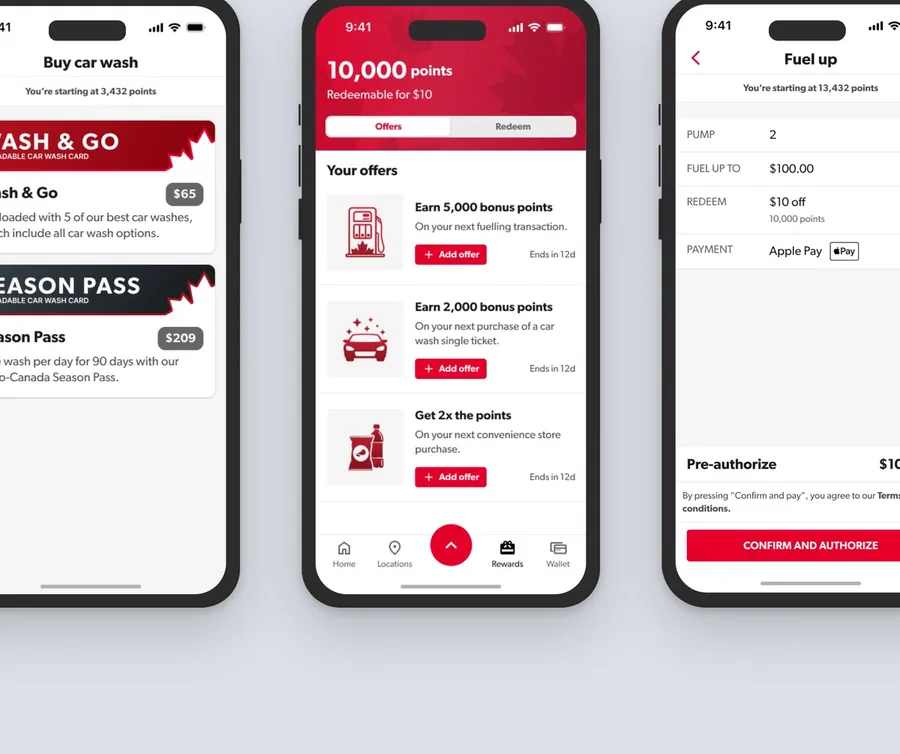 41
Buy car wash
You're starting at 3,432 points
ASH & GO
ADABLE CAR WASH CARD
sh & Go
$65
loaded with 5 of our best car washes,
ch include all car wash options.
EASON PASS
ADABLE CAR WASH CARD
ason Pass
$209
wash per day for 90 days with our
o-Canada Season Pass.
9:41
10,000 points
Redeemable for $10
Offers
Redeem
Your offers
Earn 5,000 bonus points
On your next fuelling transaction.
+ Add offer
Ends in 12d
Earn 2,000 bonus points
On your next purchase of a car
wash single ticket.
+ Add offer
Ends in 12d
Get 2x the points
On your next convenience store
purchase.
+ Add offer
Ends in 12d
Home
Locations
Rewards
Wallet
9:41
Fuel up
You're starting at 13,432 points
PUMP 2
FUEL UP TO $100.00
REDEEM $10 off
10,000 points
PAYMENT Apple Pay Pay
Pre-authorize $10
By pressing “Confirm and pay”, you agree to our Terms
conditions.
CONFIRM AND AUTHORIZE